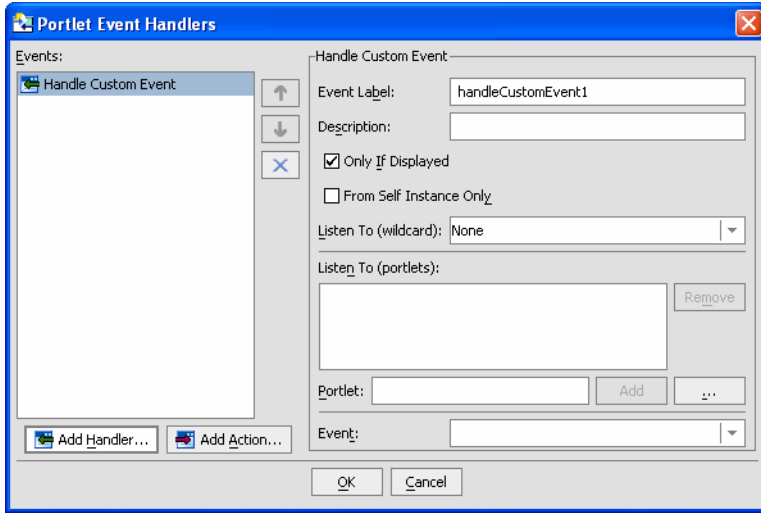 Portlet Event Handlers
Events:
Handle Custom Event
Add Handler...
Add Action...
Handle Custom Event
Event Label: handleCustomEvent1
Description:
Only If Displayed
From Self Instance Only
Listen To (wildcard): None
Listen To (portlets):
Remove
Portlet: Add ...
Event:
OK Cancel